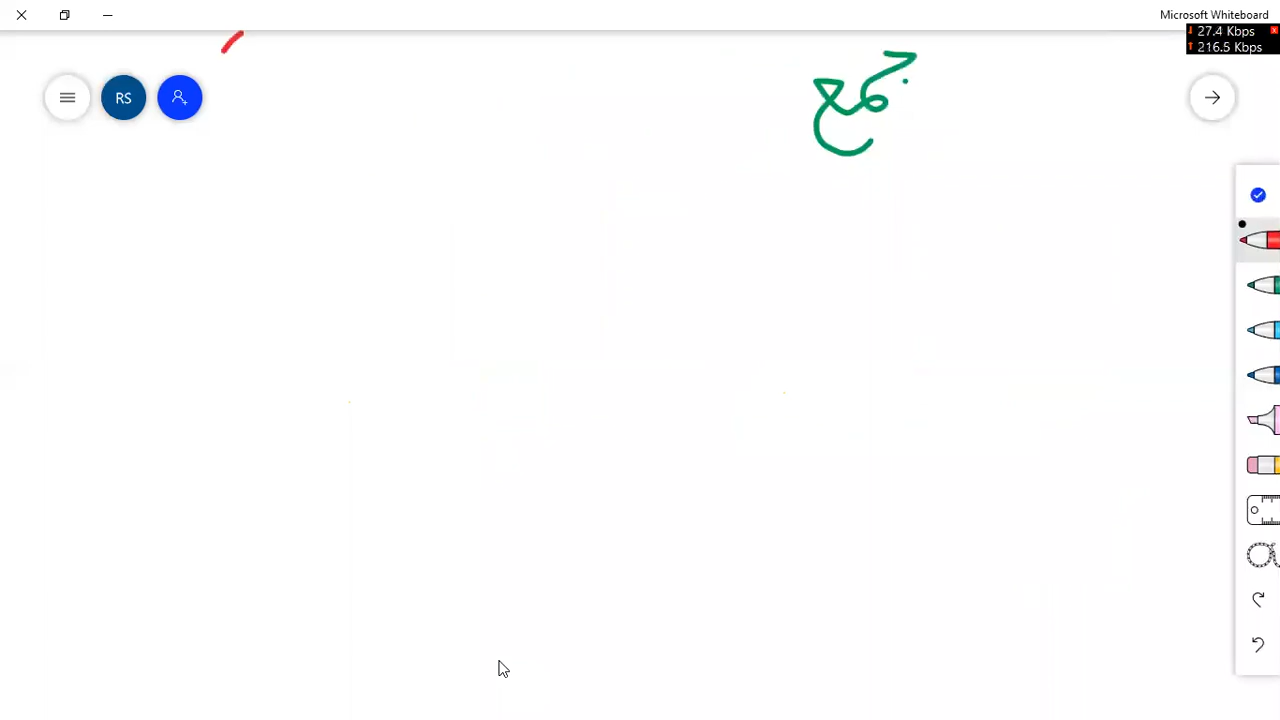 Microsoft Whiteboard
27.4 Kbps
216.5 Kbps
RS
جمع